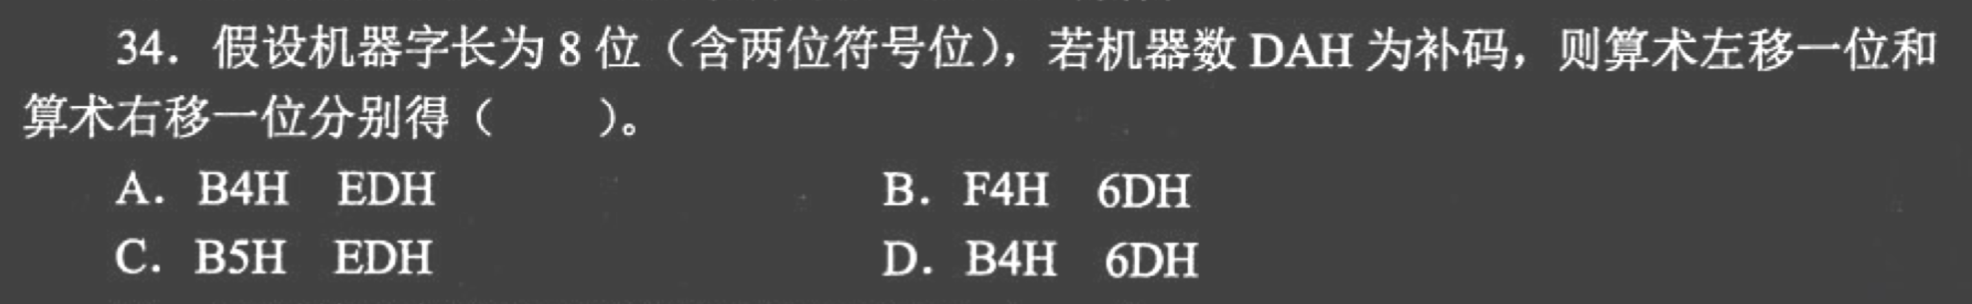 34．假设机器字长为 8 位（含两位符号位），若机器数 DAH 为补码，则算术左移一位和
算术右移一位分别得（　　）。
A．B4H　EDH　　B．F4H　6DH
C．B5H　EDH　　D．B4H　6DH